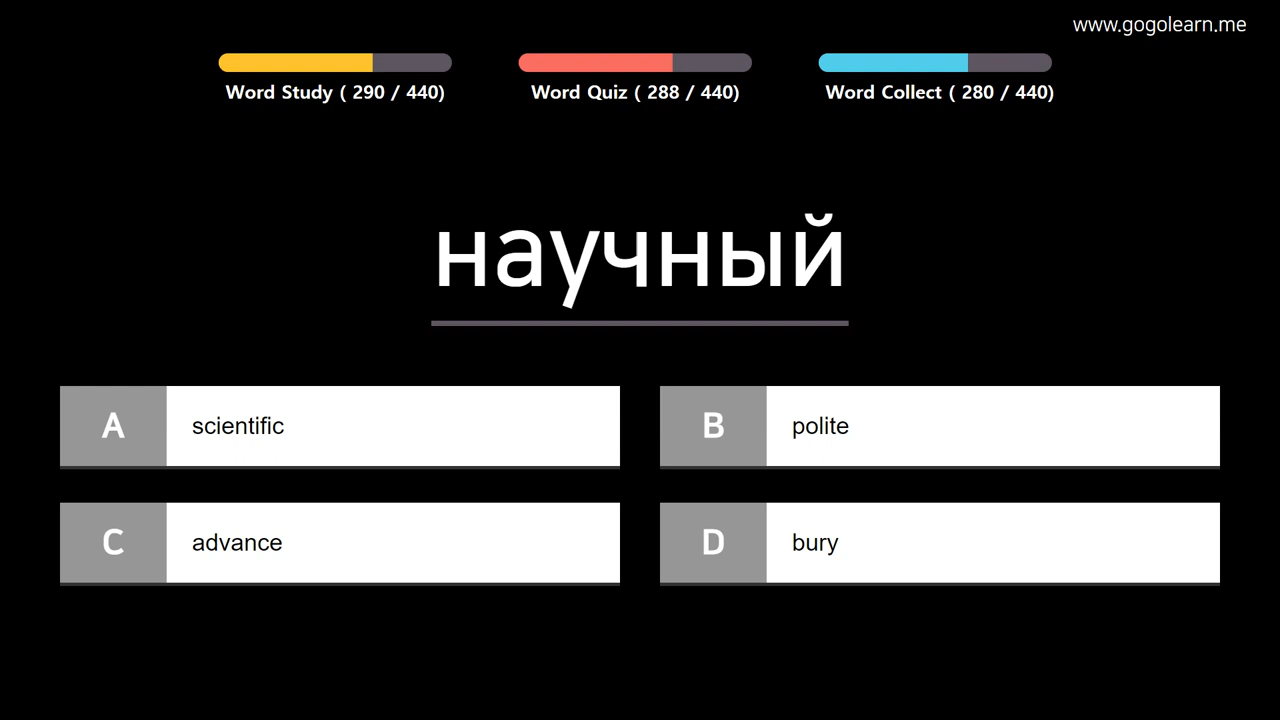 www.gogolearn.me
Word Study ( 290 / 440)
Word Quiz ( 288 / 440)
Word Collect ( 280 / 440)
научный
A scientific
B polite
C advance
D bury